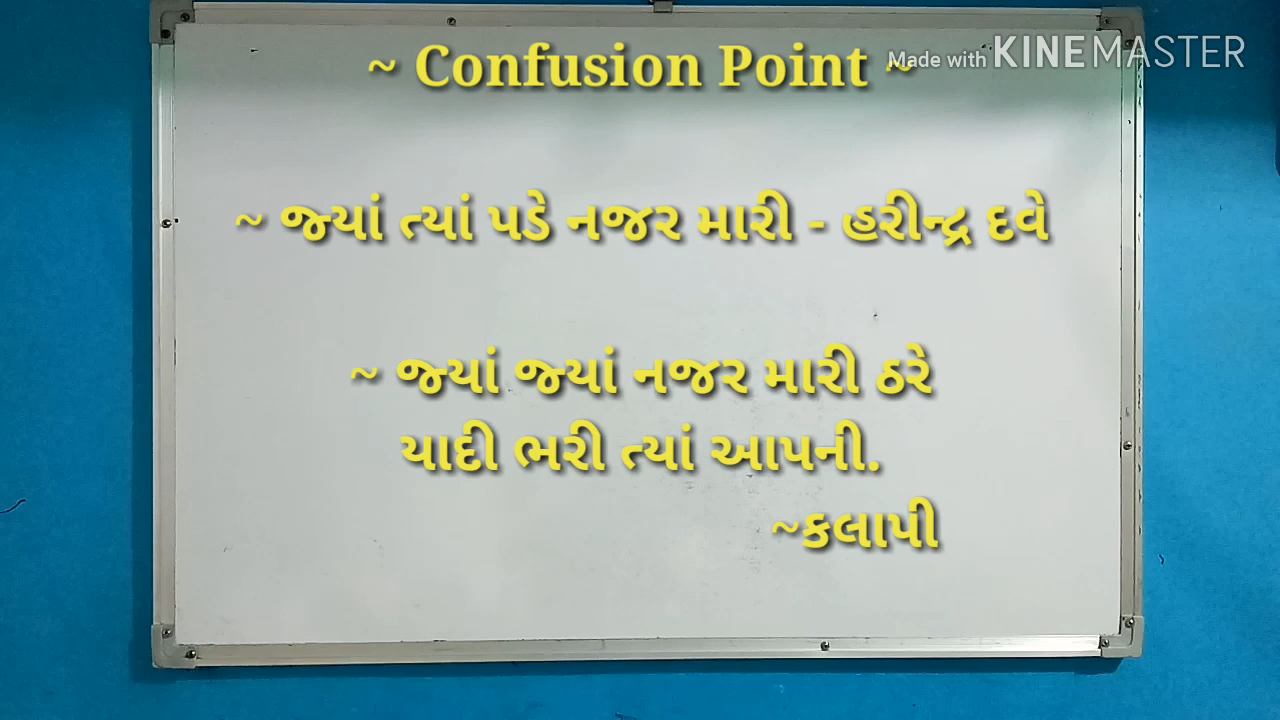 ~ Confusion Point ~
Made with KINEMASTER
~ જ્યાં ત્યાં પડે નજર મારી - હરીન્દ્ર દવે
~ જ્યાં જ્યાં નજર મારી ઠરે
યાદી ભરી ત્યાં આપની.
~કલાપી